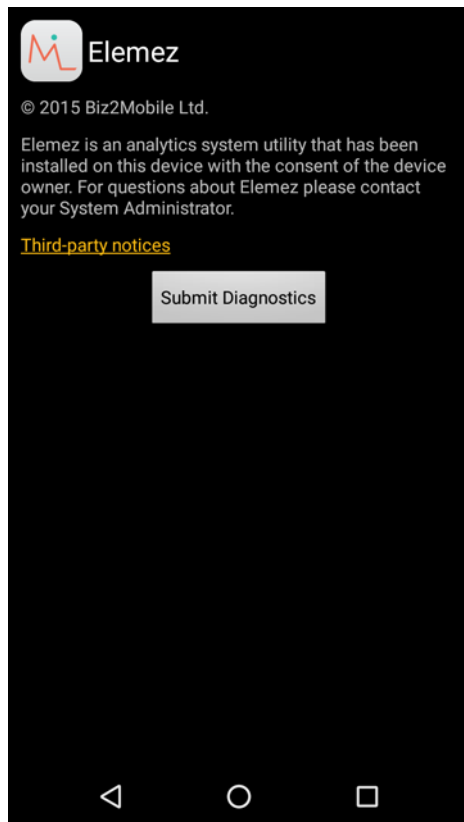 Elemez
© 2015 Biz2Mobile Ltd.
Elemez is an analytics system utility that has been
installed on this device with the consent of the device
owner. For questions about Elemez please contact
your System Administrator.
Third-party notices
Submit Diagnostics